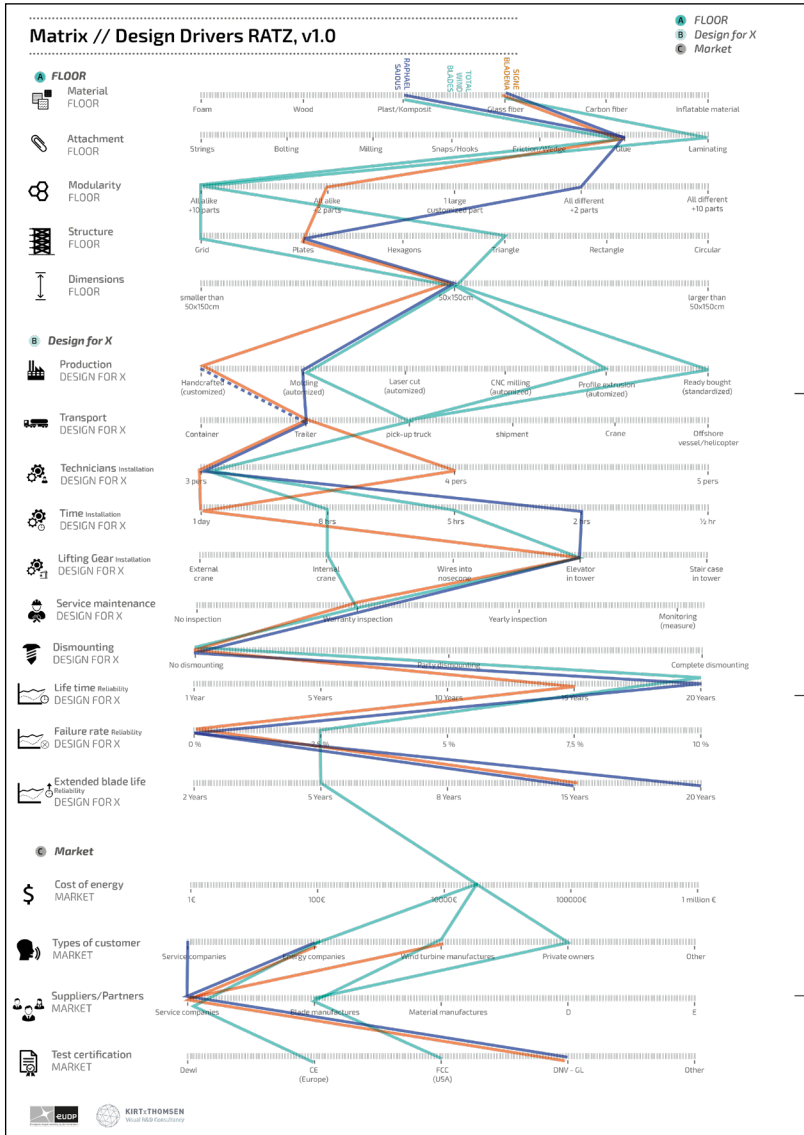 Matrix // Design Drivers RATZ, v1.0
A FLOOR
B Design for X
C Market
RAPHAEL
SAUDUS
TOTAL
WIND
BLADES
SIGNE
BLADENA
A FLOOR
Material
FLOOR
Foam Wood Plast/Komposit Glass fiber Carbon fiber Inflatable material
Attachment
FLOOR
Strings Bolting Milling Snaps/Hooks Friction/Wedge Glue Laminating
Modularity
FLOOR
All alike All alike 1 large All different All different
+10 parts +2 parts customized part +2 parts +10 parts
Structure
FLOOR
Grid Plates Hexagons Triangle Rectangle Circular
Dimensions
FLOOR
smaller than 50x150cm larger than
50x150cm 50x150cm
B Design for X
Production
DESIGN FOR X
Handcrafted Molding Laser cut CNC milling Profile extrusion Ready bought
(customized) (automized) (automized) (automized) (automized) (standardized)
Transport
DESIGN FOR X
Container Trailer pick-up truck shipment Crane Offshore
vessel/helicopter
Technicians Installation
DESIGN FOR X
3 pers 4 pers 5 pers
Time Installation
DESIGN FOR X
1 day 8 hrs 5 hrs 2 hrs ½ hr
Lifting Gear Installation
DESIGN FOR X
External Internal Wires into Elevator Stair case
crane crane nosecone in tower in tower
Service maintenance
DESIGN FOR X
No inspection Warranty inspection Yearly inspection Monitoring
(measure)
Dismounting
DESIGN FOR X
No dismounting Partly dismounting Complete dismounting
Life time Reliability
DESIGN FOR X
1 Year 5 Years 10 Years 15 Years 20 Years
Failure rate Reliability
DESIGN FOR X
0 % 2,5 % 5 % 7,5 % 10 %
Extended blade life
Reliability
DESIGN FOR X
2 Years 5 Years 8 Years 15 Years 20 Years
C Market
Cost of energy
MARKET
1€ 100€ 10000€ 100000€ 1 million €
Types of customer
MARKET
Service companies Energy companies Wind turbine manufactures Private owners Other
Suppliers/Partners
MARKET
Service companies Blade manufactures Material manufactures D E
Test certification
MARKET
Dewi CE FCC DNV - GL Other
(Europe) (USA)
EUDP
KIRT x THOMSEN